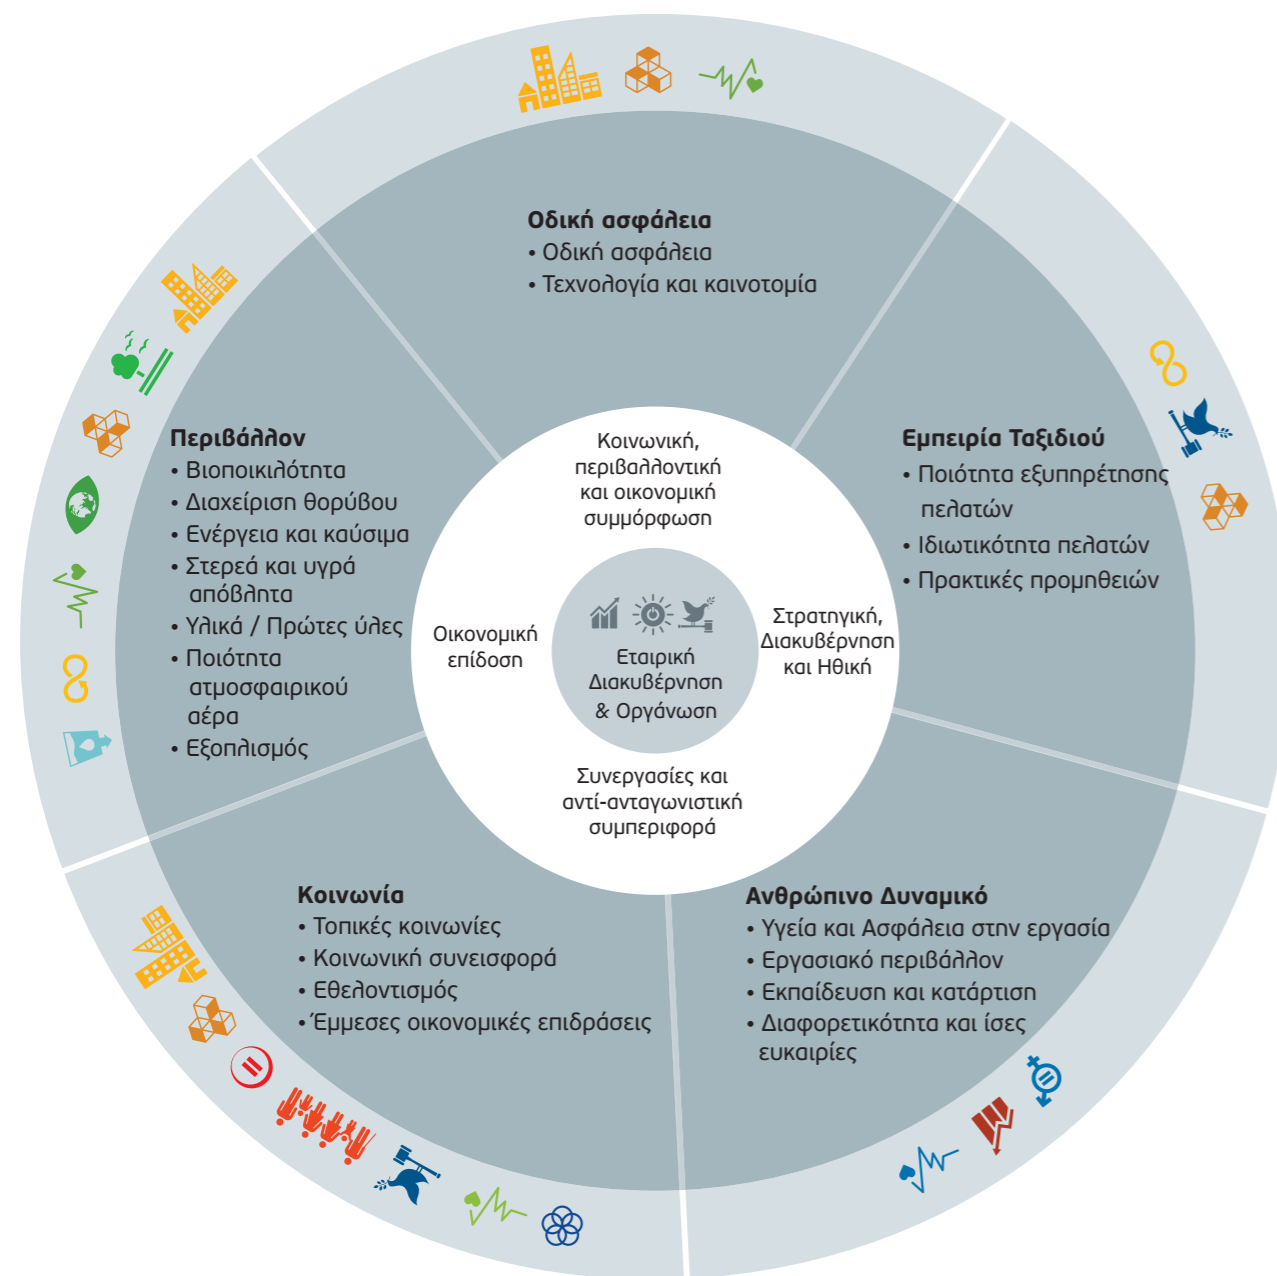 Οδική ασφάλεια
• Οδική ασφάλεια
• Τεχνολογία και καινοτομία
Περιβάλλον
• Βιοποικιλότητα
• Διαχείριση θορύβου
• Ενέργεια και καύσιμα
• Στερεά και υγρά
απόβλητα
• Υλικά / Πρώτες ύλες
• Ποιότητα
ατμοσφαιρικού
αέρα
• Εξοπλισμός
Εμπειρία Ταξιδιού
• Ποιότητα εξυπηρέτησης
πελατών
• Ιδιωτικότητα πελατών
• Πρακτικές προμηθειών
Κοινωνική,
περιβαλλοντική
και οικονομική
συμμόρφωση
Οικονομική
επίδοση
Εταιρική
Διακυβέρνηση
& Οργάνωση
Στρατηγική,
Διακυβέρνηση
και Ηθική
Συνεργασίες και
αντί-ανταγωνιστική
συμπεριφορά
Κοινωνία
• Τοπικές κοινωνίες
• Κοινωνική συνεισφορά
• Εθελοντισμός
• Έμμεσες οικονομικές επιδράσεις
Ανθρώπινο Δυναμικό
• Υγεία και Ασφάλεια στην εργασία
• Εργασιακό περιβάλλον
• Εκπαίδευση και κατάρτιση
• Διαφορετικότητα και ίσες
ευκαιρίες